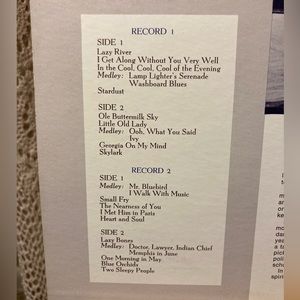 RECORD 1
SIDE 1
Lazy River
I Get Along Without You Very Well
In the Cool, Cool, Cool of the Evening
Medley: Lamp Lighter's Serenade
Washboard Blues
Stardust
SIDE 2
Ole Buttermilk Sky
Little Old Lady
Medley: Ooh, What You Said
Ivy
Georgia On My Mind
Skylark
RECORD 2
SIDE 1
Medley: Mr. Bluebird
I Walk With Music
Small Fry
The Nearness of You
I Met Him in Paris
Heart and Soul
SIDE 2
Lazy Bones
Medley: Doctor, Lawyer, Indian Chief
Memphis in June
One Morning in May
Blue Orchids
Two Sleepy People